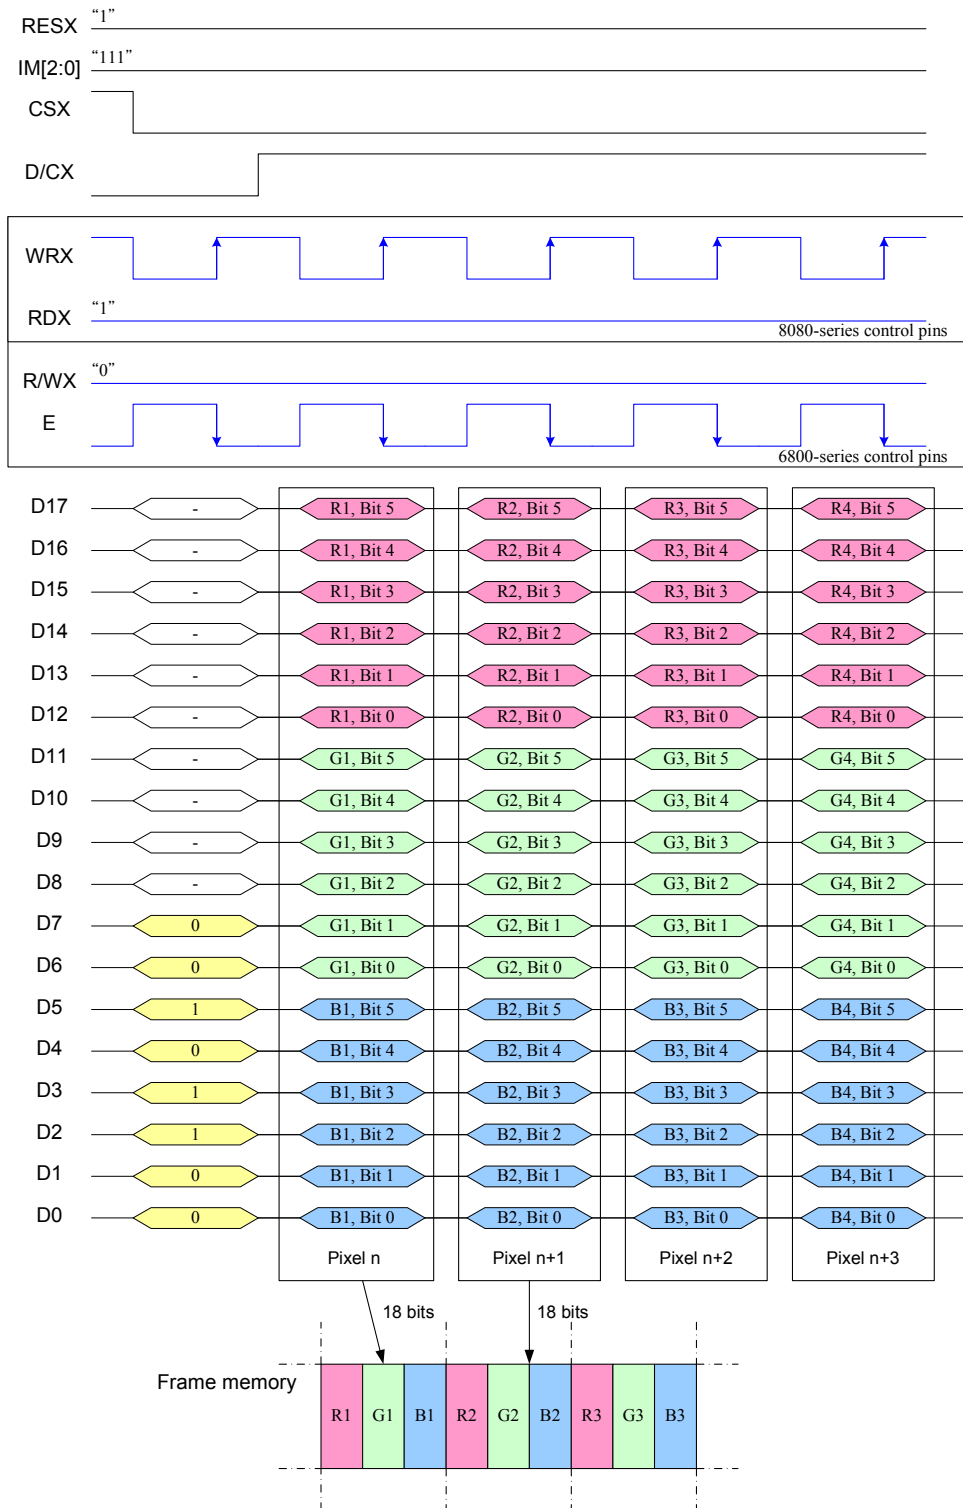 RESX “1”
IM[2:0] “111”
CSX
D/CX
WRX
RDX “1”
8080-series control pins
R/WX “0”
E
6800-series control pins
D17 - R1, Bit 5 R2, Bit 5 R3, Bit 5 R4, Bit 5
D16 - R1, Bit 4 R2, Bit 4 R3, Bit 4 R4, Bit 4
D15 - R1, Bit 3 R2, Bit 3 R3, Bit 3 R4, Bit 3
D14 - R1, Bit 2 R2, Bit 2 R3, Bit 2 R4, Bit 2
D13 - R1, Bit 1 R2, Bit 1 R3, Bit 1 R4, Bit 1
D12 - R1, Bit 0 R2, Bit 0 R3, Bit 0 R4, Bit 0
D11 - G1, Bit 5 G2, Bit 5 G3, Bit 5 G4, Bit 5
D10 - G1, Bit 4 G2, Bit 4 G3, Bit 4 G4, Bit 4
D9 - G1, Bit 3 G2, Bit 3 G3, Bit 3 G4, Bit 3
D8 - G1, Bit 2 G2, Bit 2 G3, Bit 2 G4, Bit 2
D7 0 G1, Bit 1 G2, Bit 1 G3, Bit 1 G4, Bit 1
D6 0 G1, Bit 0 G2, Bit 0 G3, Bit 0 G4, Bit 0
D5 1 B1, Bit 5 B2, Bit 5 B3, Bit 5 B4, Bit 5
D4 0 B1, Bit 4 B2, Bit 4 B3, Bit 4 B4, Bit 4
D3 1 B1, Bit 3 B2, Bit 3 B3, Bit 3 B4, Bit 3
D2 1 B1, Bit 2 B2, Bit 2 B3, Bit 2 B4, Bit 2
D1 0 B1, Bit 1 B2, Bit 1 B3, Bit 1 B4, Bit 1
D0 0 B1, Bit 0 B2, Bit 0 B3, Bit 0 B4, Bit 0
Pixel n Pixel n+1 Pixel n+2 Pixel n+3
18 bits 18 bits
Frame memory
R1 G1 B1 R2 G2 B2 R3 G3 B3